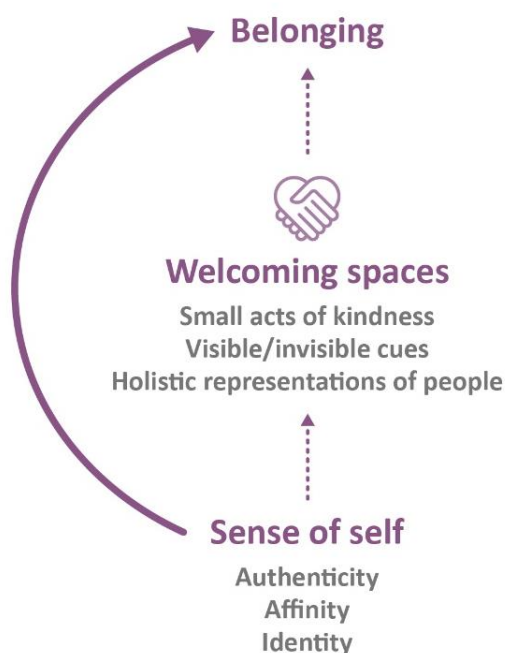 Belonging
Welcoming spaces
Small acts of kindness
Visible/invisible cues
Holistic representations of people
Sense of self
Authenticity
Affinity
Identity